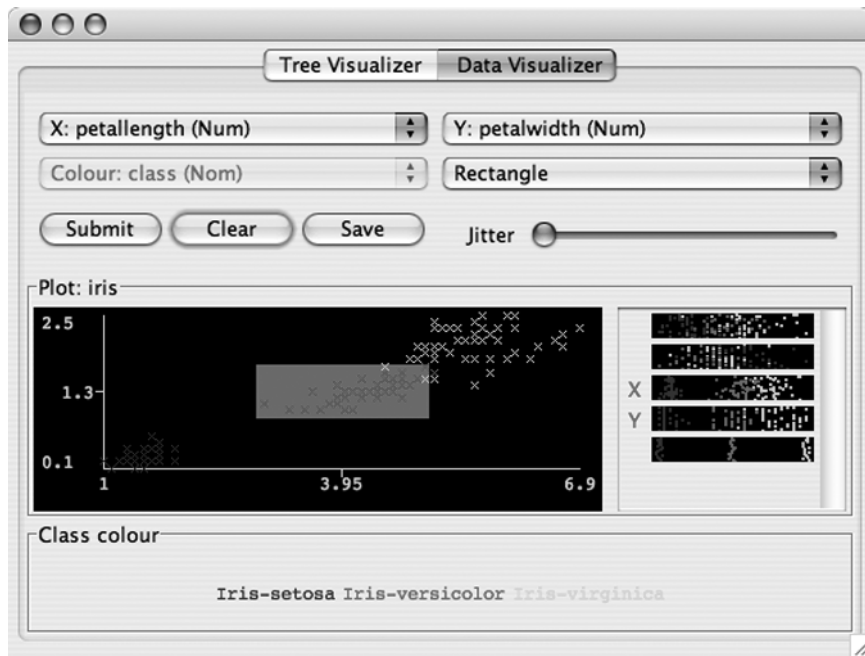 Tree Visualizer Data Visualizer
X: petallength (Num) Y: petalwidth (Num)
Colour: class (Nom) Rectangle
Submit Clear Save Jitter
Plot: iris
2.5
1.3
0.1
1 3.95 6.9
X
Y
Class colour
Iris-setosa Iris-versicolor Iris-virginica